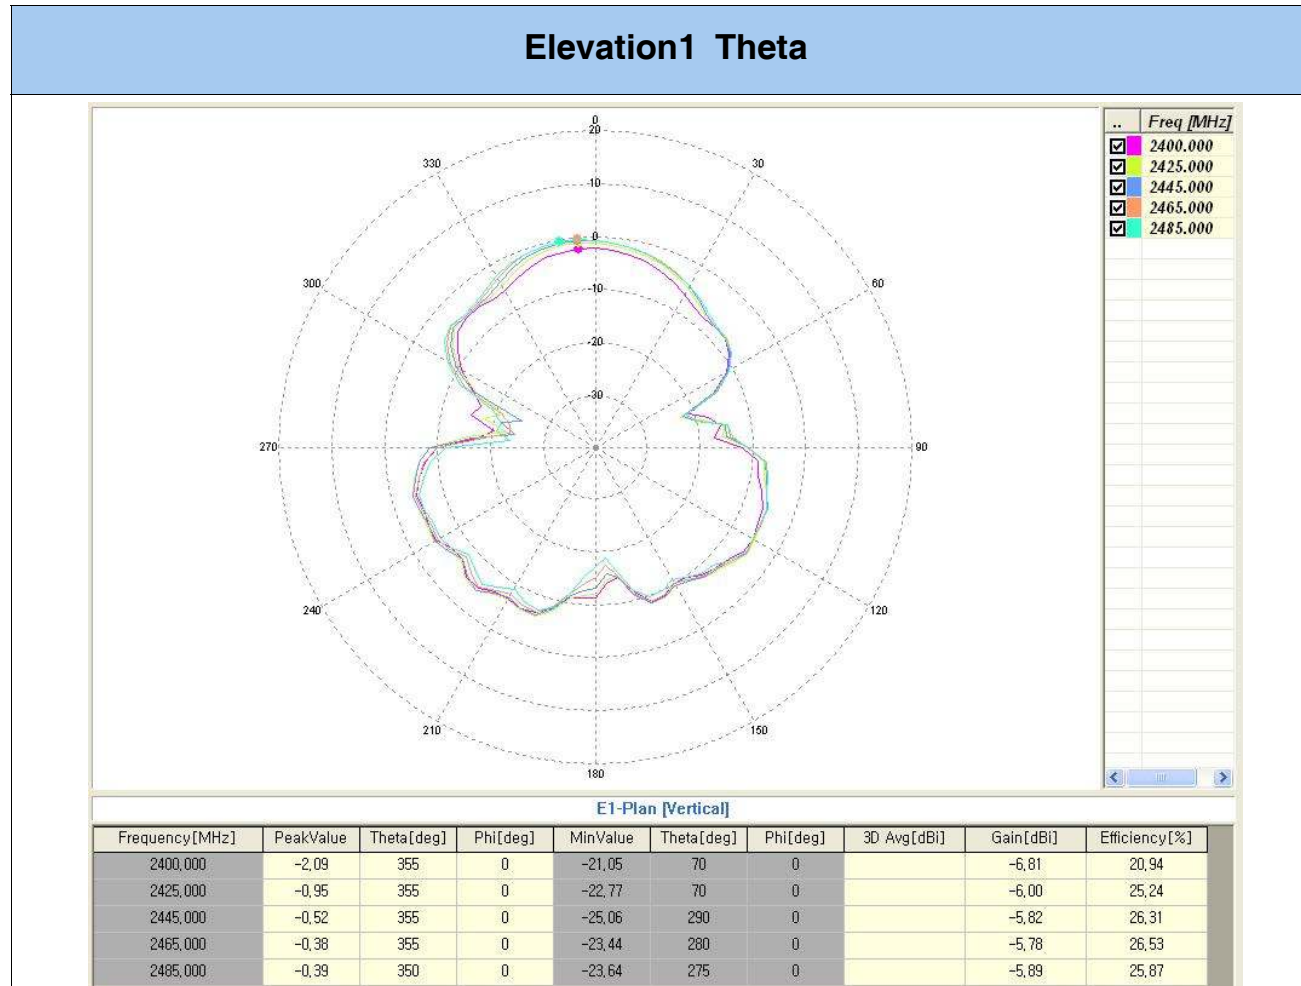 Elevation1 Theta
.. Freq [MHz]
2400.000
2425.000
2445.000
2465.000
2485.000
0
20
10
0
-10
-20
-30
30
60
90
120
150
180
210
240
270
300
330
E1-Plan [Vertical]
Frequency[MHz] PeakValue Theta[deg] Phi[deg] MinValue Theta[deg] Phi[deg] 3D Avg[dBi] Gain[dBi] Efficiency[%]
2400,000 -2,09 355 0 -21,05 70 0 -6,81 20,94
2425,000 -0,95 355 0 -22,77 70 0 -6,00 25,24
2445,000 -0,52 355 0 -25,06 290 0 -5,82 26,31
2465,000 -0,38 355 0 -23,44 280 0 -5,78 26,53
2485,000 -0,39 350 0 -23,64 275 0 -5,89 25,87